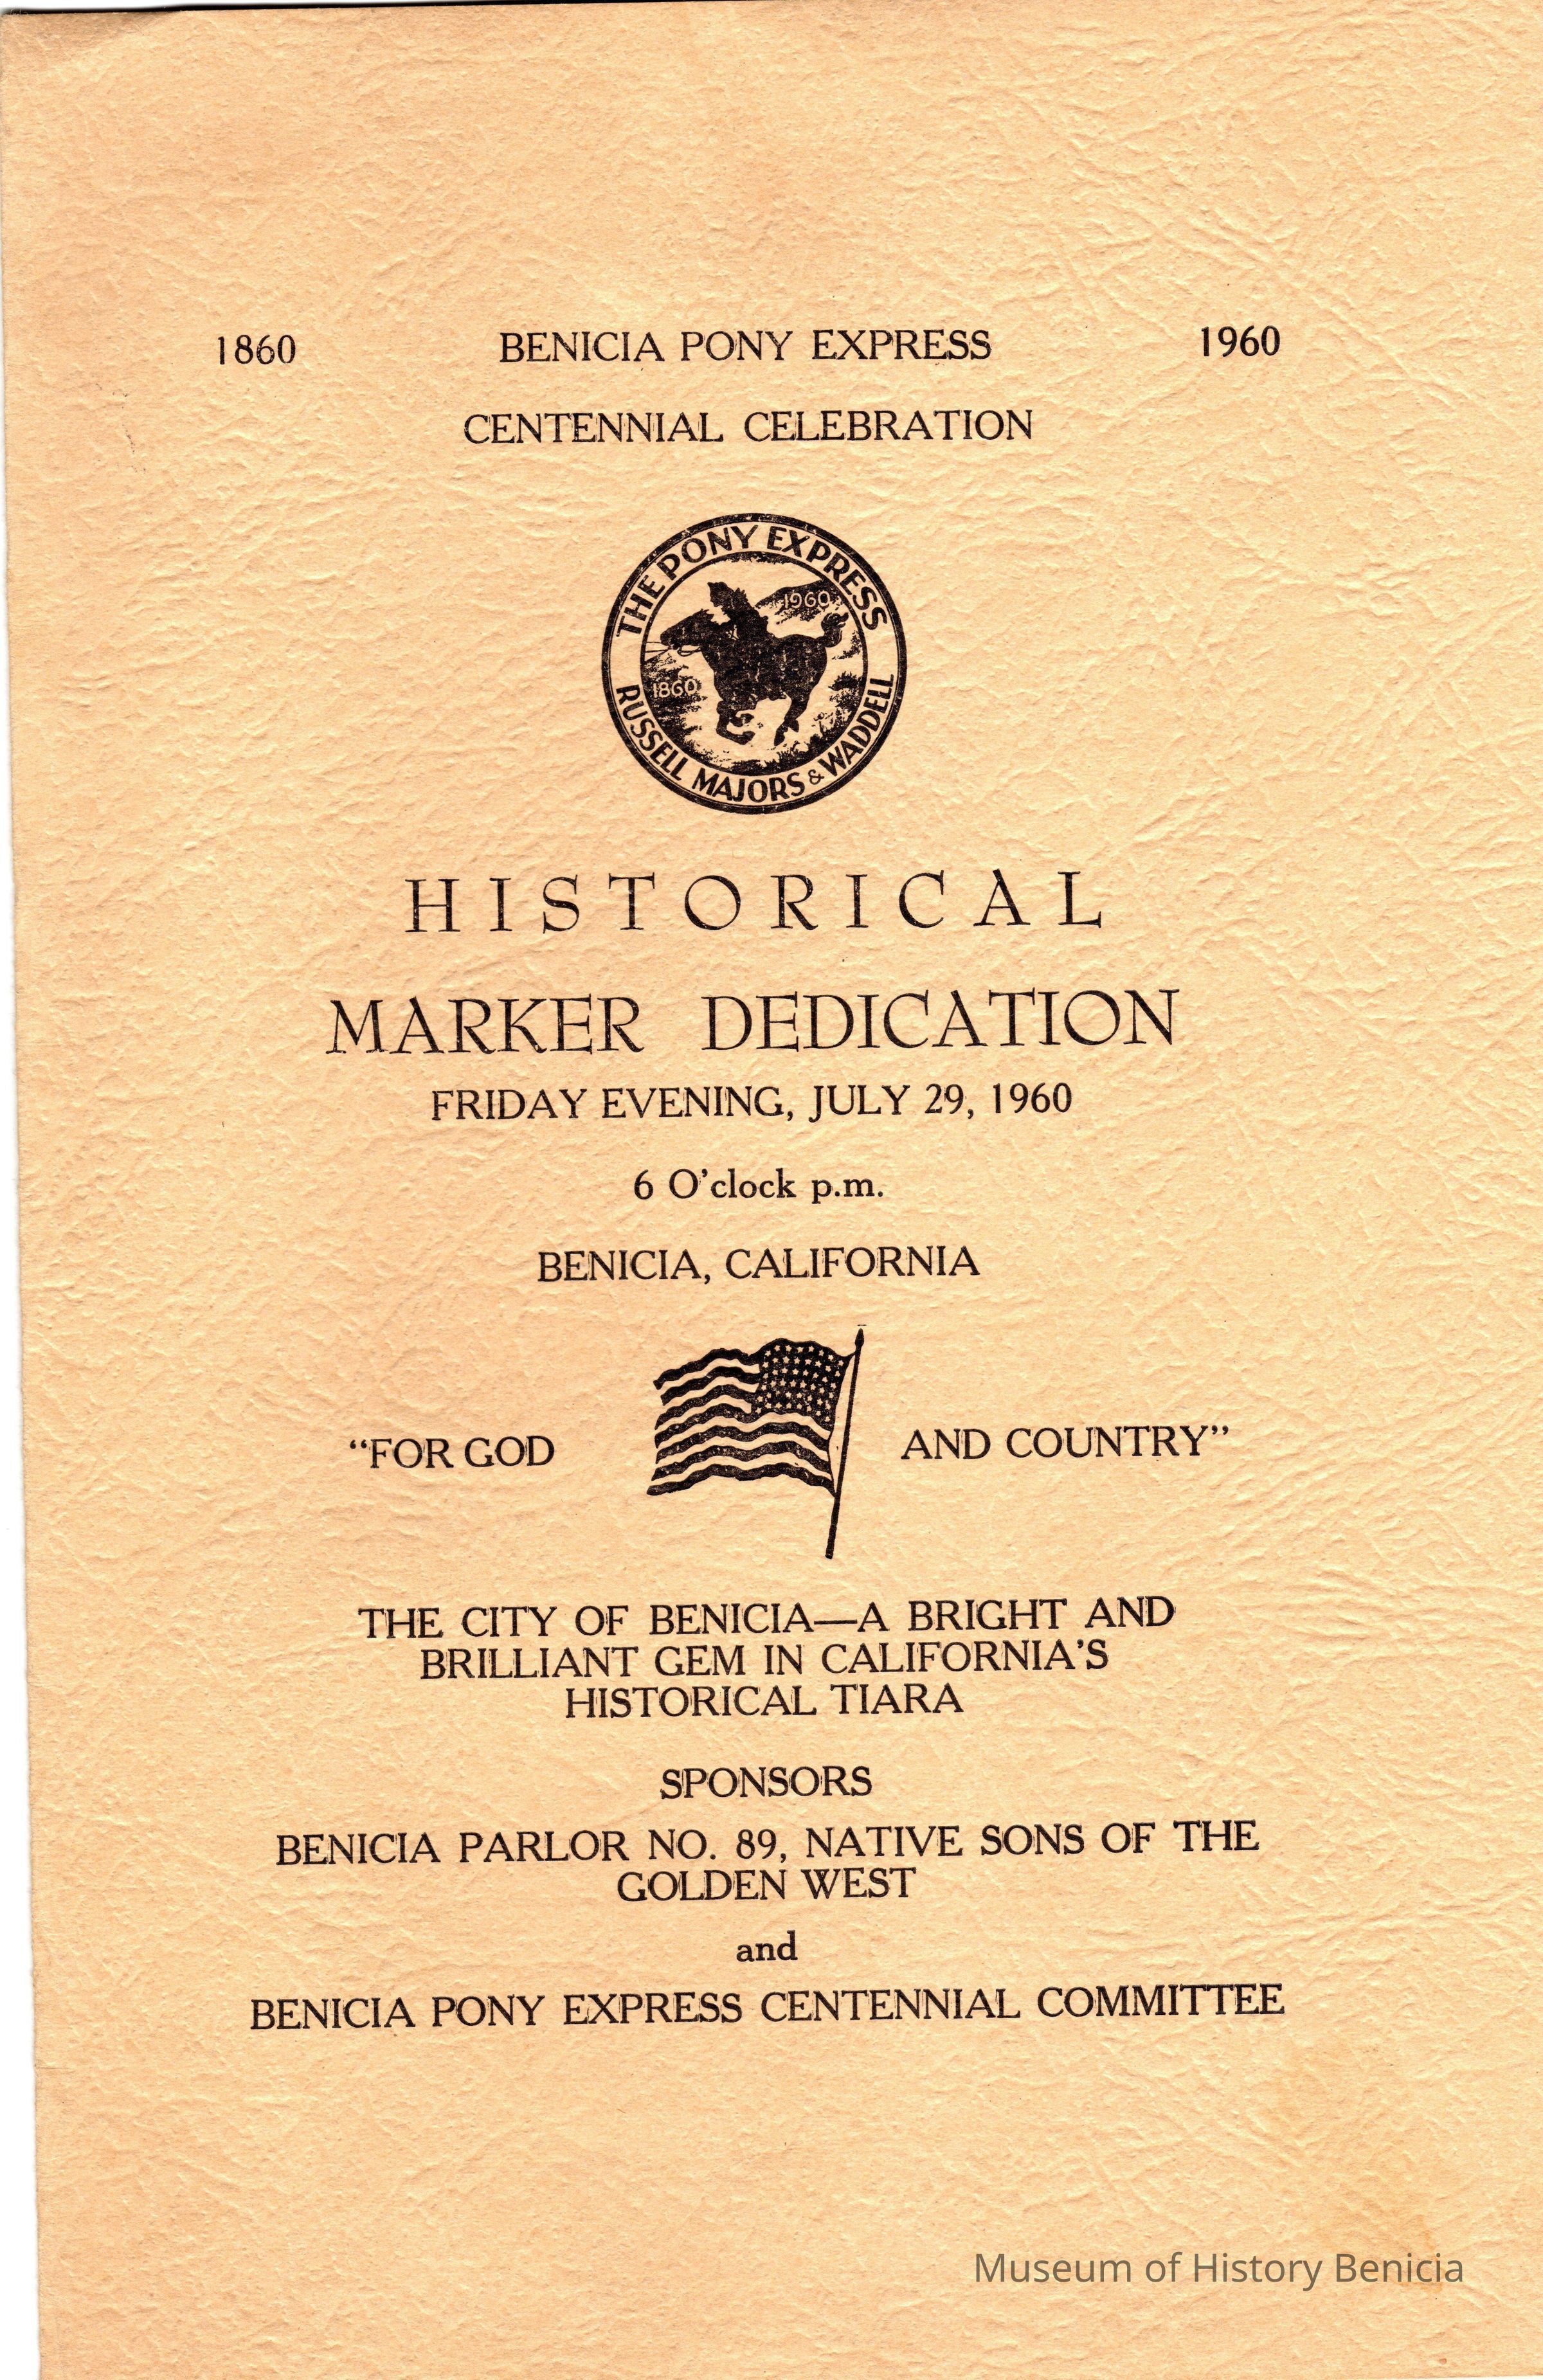 1860 BENICIA PONY EXPRESS 1960
CENTENNIAL CELEBRATION
THE PONY EXPRESS
1960
1860
RUSSELL MAJORS & WADDELL
HISTORICAL
MARKER DEDICATION
FRIDAY EVENING, JULY 29, 1960
6 O'clock p.m.
BENICIA, CALIFORNIA
"FOR GOD AND COUNTRY"
THE CITY OF BENICIA—A BRIGHT AND
BRILLIANT GEM IN CALIFORNIA'S
HISTORICAL TIARA
SPONSORS
BENICIA PARLOR NO. 89, NATIVE SONS OF THE
GOLDEN WEST
and
BENICIA PONY EXPRESS CENTENNIAL COMMITTEE
Museum of History Benicia